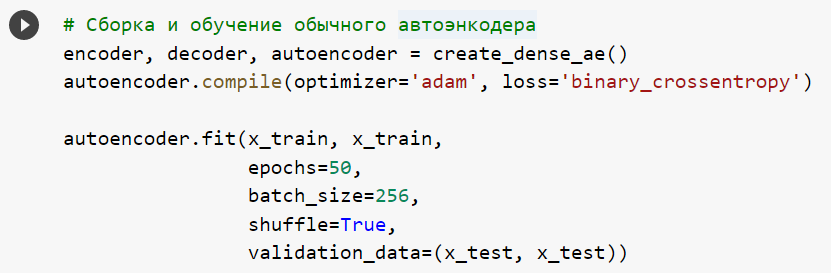 # Сборка и обучение обычного автоэнкодера
encoder, decoder, autoencoder = create_dense_ae()
autoencoder.compile(optimizer='adam', loss='binary_crossentropy')

autoencoder.fit(x_train, x_train,
                epochs=50,
                batch_size=256,
                shuffle=True,
                validation_data=(x_test, x_test))